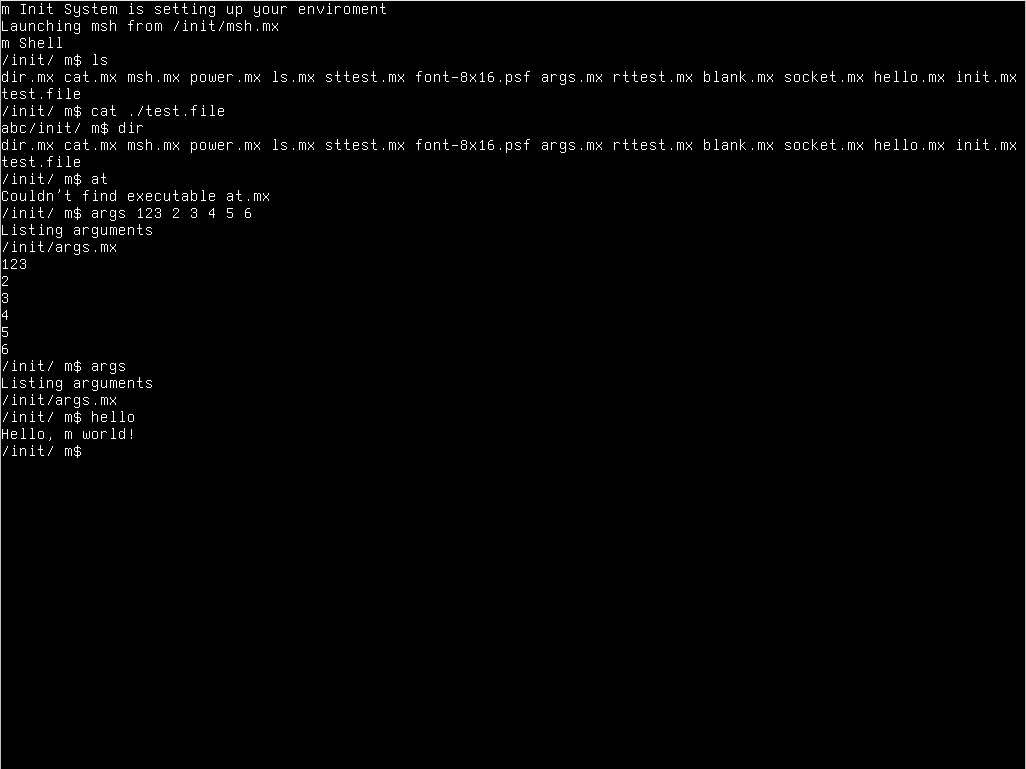 m Init System is setting up your enviroment
Launching msh from /init/msh.mx
m Shell
/init/ m$ ls
dir.mx cat.mx msh.mx power.mx ls.mx sttest.mx font-8x16.psf args.mx rttest.mx blank.mx socket.mx hello.mx init.mx
test.file
/init/ m$ cat ./test.file
abc/init/ m$ dir
dir.mx cat.mx msh.mx power.mx ls.mx sttest.mx font-8x16.psf args.mx rttest.mx blank.mx socket.mx hello.mx init.mx
test.file
/init/ m$ at
Couldn't find executable at.mx
/init/ m$ args 123 2 3 4 5 6
Listing arguments
/init/args.mx
123
2
3
4
5
6
/init/ m$ args
Listing arguments
/init/args.mx
/init/ m$ hello
Hello, m world!
/init/ m$